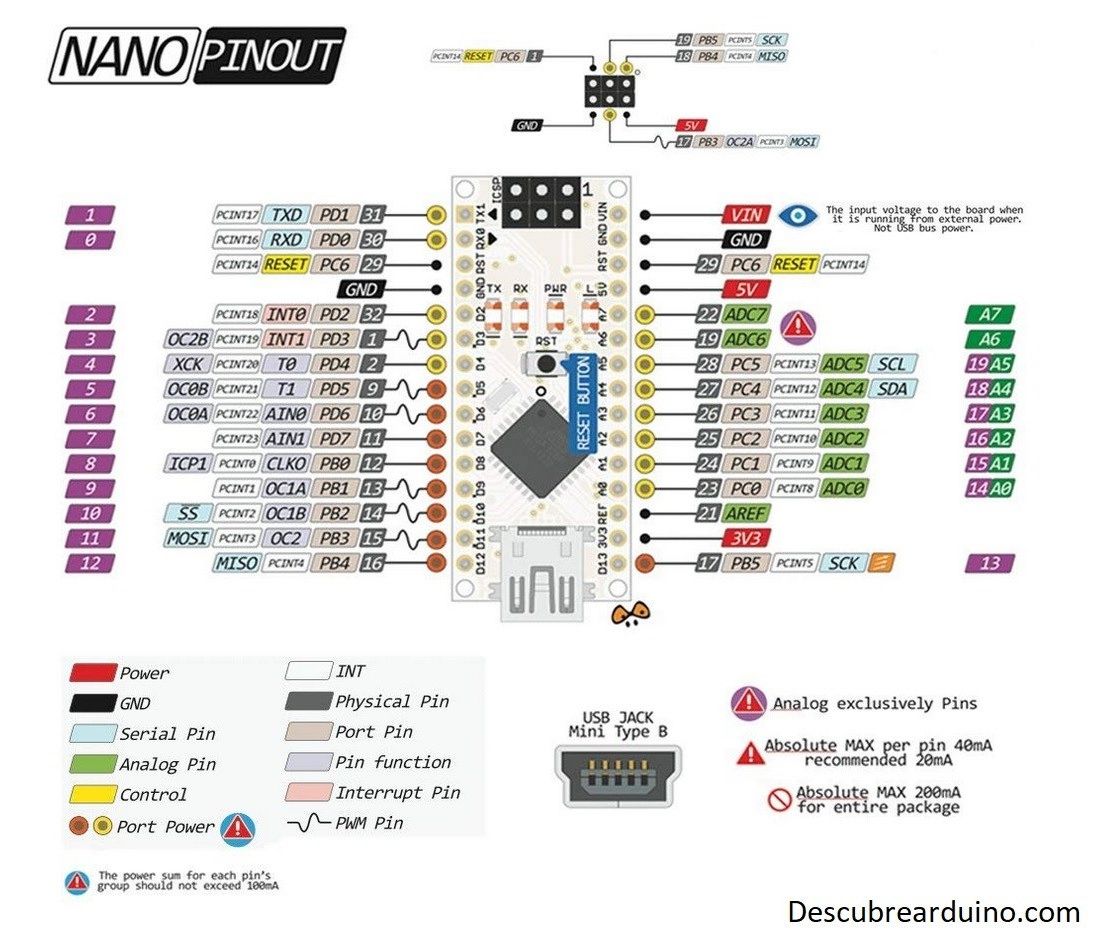 NANO PINOUT
19 PB5 PCINT5 SCK
PCINT14 RESET PC6 1
18 PB4 PCINT4 MISO
GND
5V
17 PB3 OC2A PCINT3 MOSI
ICSP
1
1 PCINT17 TXD PD1 31 TX1 VIN VIN
The input voltage to the board when
it is running from external power.
Not USB bus power.
0 PCINT16 RXD PD0 30 RX0 GND GND
PCINT14 RESET PC6 29 RST RST 29 PC6 RESET PCINT14
GND GND 5V 5V
TX RX PWR L
2 PCINT18 INT0 PD2 32 D2 A7 22 ADC7 A7
3 OC2B PCINT19 INT1 PD3 1 D3 A6 19 ADC6 A6
RST
4 XCK PCINT20 T0 PD4 2 D4 A5 28 PC5 PCINT13 ADC5 SCL 19 A5
5 OC0B PCINT21 T1 PD5 9 D5 A4 27 PC4 PCINT12 ADC4 SDA 18 A4
RESET BUTTON
6 OC0A PCINT22 AIN0 PD6 10 D6 A3 26 PC3 PCINT11 ADC3 17 A3
7 PCINT23 AIN1 PD7 11 D7 A2 25 PC2 PCINT10 ADC2 16 A2
8 ICP1 PCINT0 CLKO PB0 12 D8 A1 24 PC1 PCINT9 ADC1 15 A1
9 PCINT1 OC1A PB1 13 D9 A0 23 PC0 PCINT8 ADC0 14 A0
10 SS PCINT2 OC1B PB2 14 D10 REF 21 AREF
11 MOSI PCINT3 OC2 PB3 15 D11 3V3 3V3
12 MISO PCINT4 PB4 16 D12 D13 17 PB5 PCINT5 SCK 13
Power
GND
Serial Pin
Analog Pin
Control
Port Power
INT
Physical Pin
Port Pin
Pin function
Interrupt Pin
PWM Pin
The power sum for each pin's
group should not exceed 100mA
USB JACK
Mini Type B
Analog exclusively Pins
Absolute MAX per pin 40mA
recommended 20mA
Absolute MAX 200mA
for entire package
Descubrearduino.com